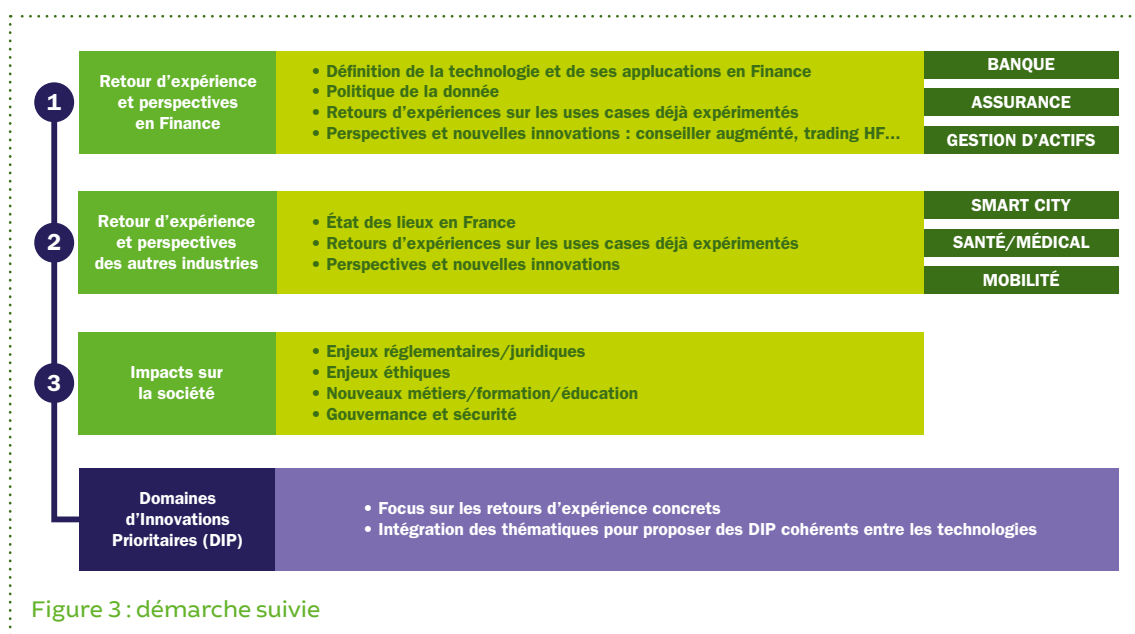 1
Retour d'expérience
et perspectives
en Finance
• Définition de la technologie et de ses applucations en Finance
• Politique de la donnée
• Retours d'expériences sur les uses cases déjà expérimentés
• Perspectives et nouvelles innovations : conseiller augménté, trading HF...
BANQUE
ASSURANCE
GESTION D'ACTIFS
2
Retour d'expérience
et perspectives
des autres industries
• État des lieux en France
• Retours d'expériences sur les uses cases déjà expérimentés
• Perspectives et nouvelles innovations
SMART CITY
SANTÉ/MÉDICAL
MOBILITÉ
3
Impacts sur
la société
• Enjeux réglementaires/juridiques
• Enjeux éthiques
• Nouveaux métiers/formation/éducation
• Gouvernance et sécurité
Domaines
d'Innovations
Prioritaires (DIP)
• Focus sur les retours d'expérience concrets
• Intégration des thématiques pour proposer des DIP cohérents entre les technologies
Figure 3 : démarche suivie